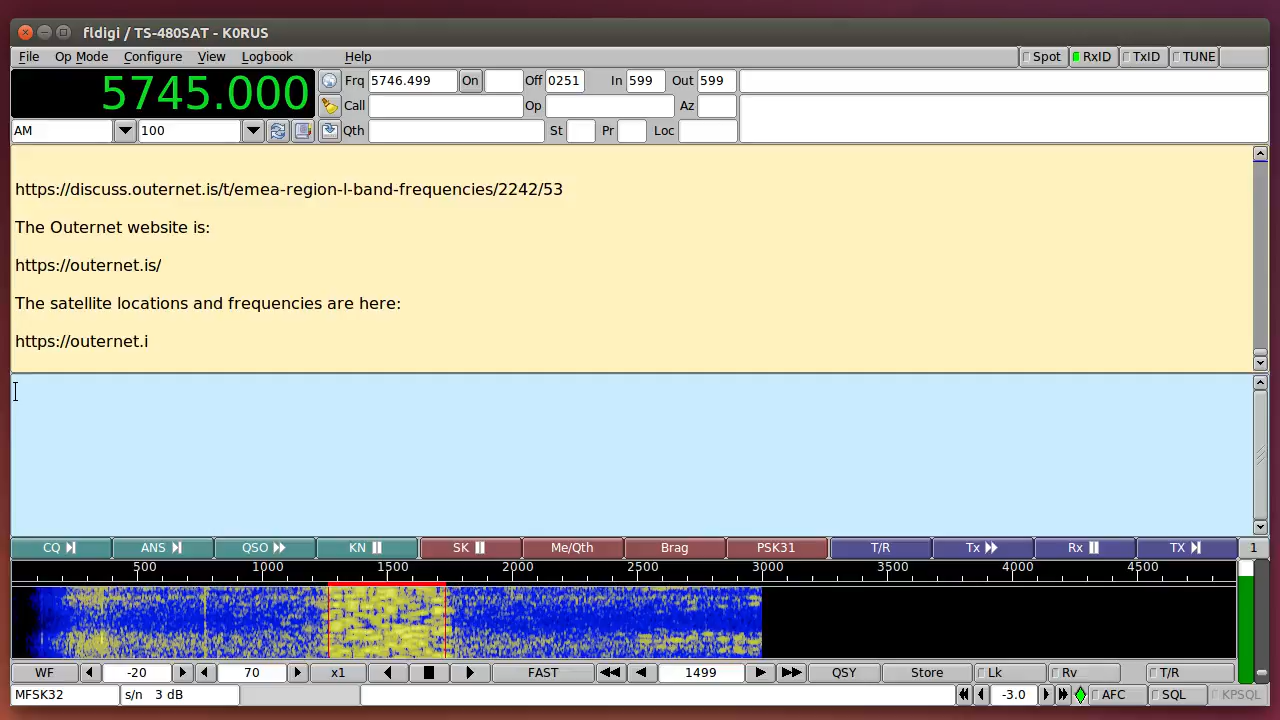 fldigi / TS-480SAT - K0RUS
File Op Mode Configure View Logbook Help Spot RxID TxID TUNE
5745.000 Frq 5746.499 On Off 0251 In 599 Out 599
Call Op Az
AM 100 Qth St Pr Loc
https://discuss.outernet.is/t/emea-region-l-band-frequencies/2242/53
The Outernet website is:
https://outernet.is/
The satellite locations and frequencies are here:
https://outernet.i
CQ ANS QSO KN SK Me/Qth Brag PSK31 T/R Tx Rx TX 1
500 1000 1500 2000 2500 3000 3500 4000 4500
WF -20 70 x1 FAST 1499 QSY Store Lk Rv T/R
MFSK32 s/n 3 dB -3.0 AFC SQL KPSQL